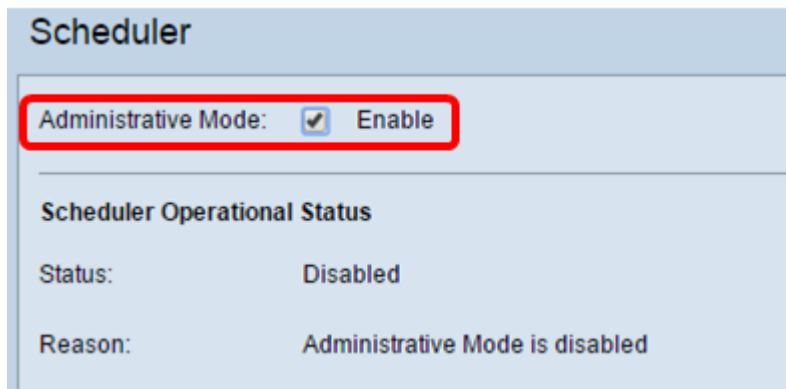 Scheduler
Administrative Mode: Enable
Scheduler Operational Status
Status: Disabled
Reason: Administrative Mode is disabled